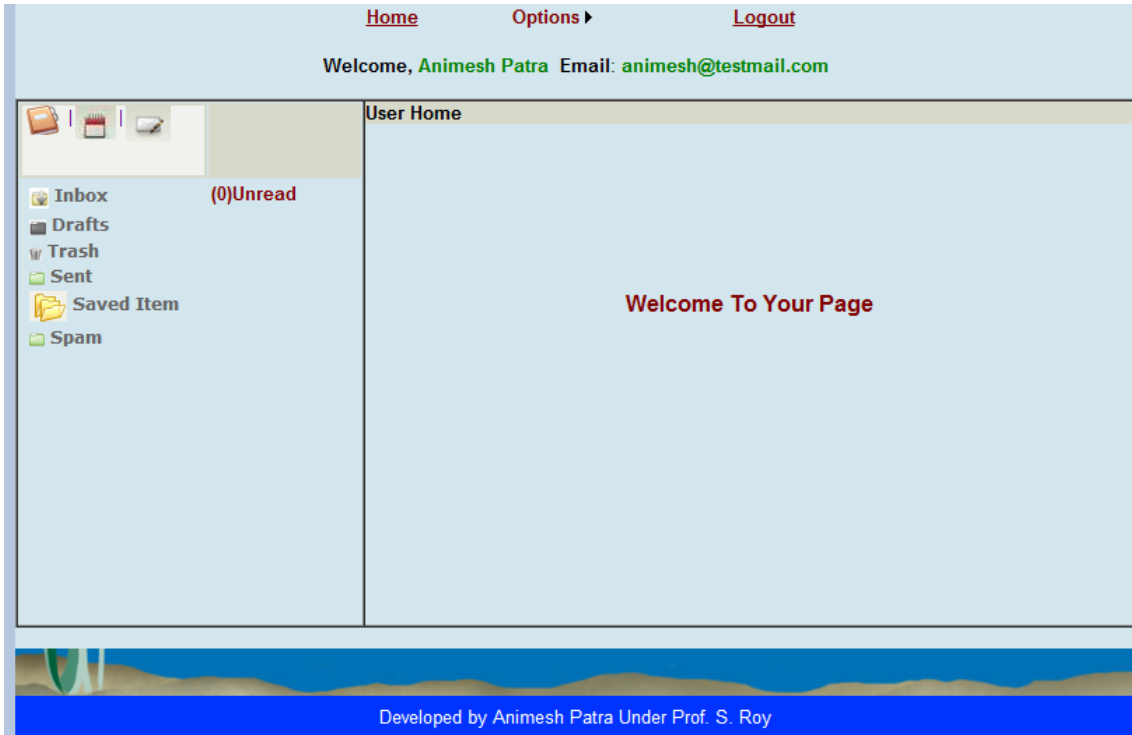 Home Options Logout
Welcome, Animesh Patra Email: animesh@testmail.com
User Home
Inbox (0)Unread
Drafts
Trash
Sent
Saved Item
Spam
Welcome To Your Page
Developed by Animesh Patra Under Prof. S. Roy